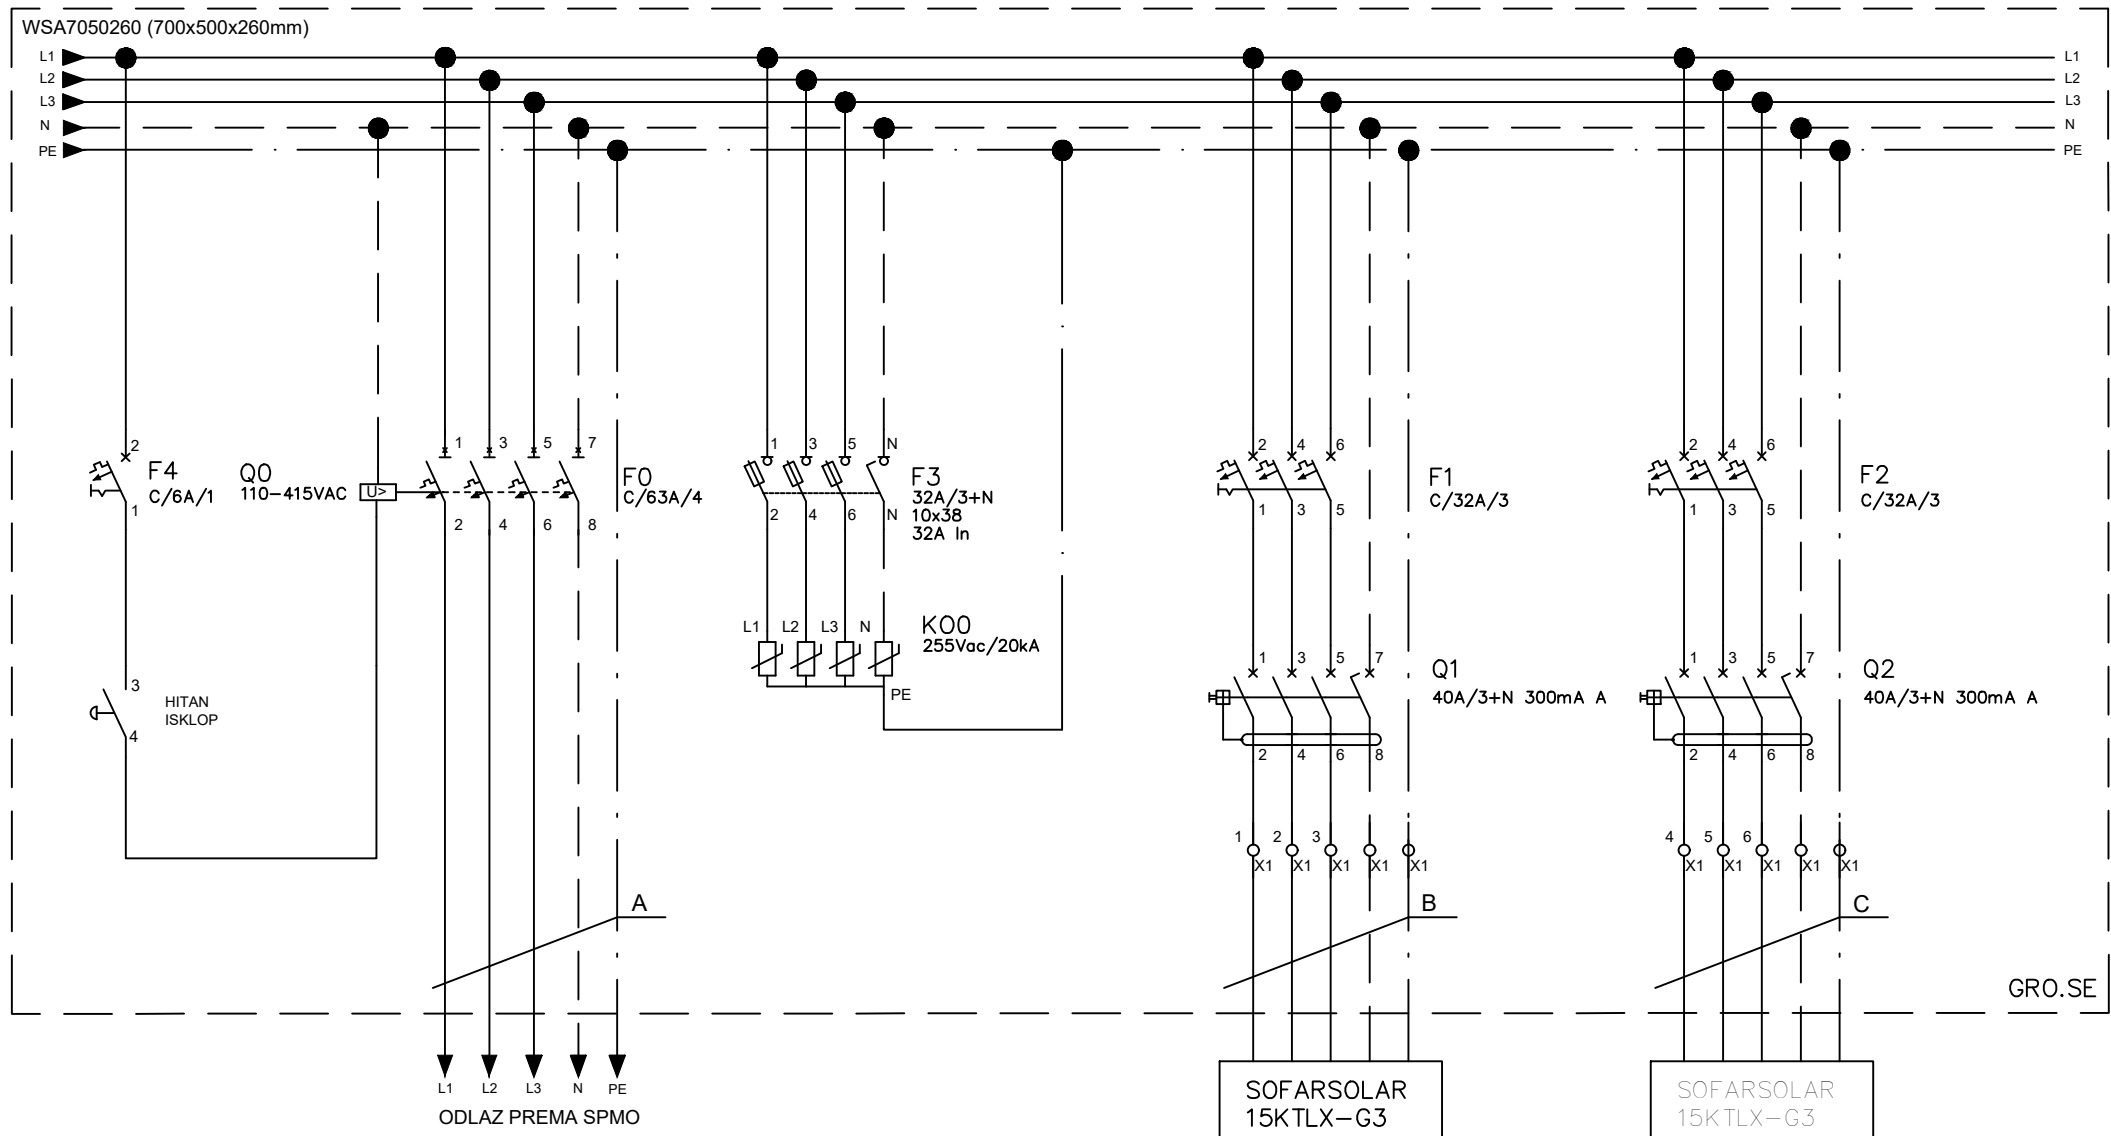 WSA7050260 (700x500x260mm)
L1
L2
L3
N
PE
L1
L2
L3
N
PE
2
F4
C/6A/1
1
Q0
110-415VAC
U>
1
3
5
7
F0
C/63A/4
2
4
6
8
1
3
5
N
F3
32A/3+N
10x38
32A In
2
4
6
N
2
4
6
F1
C/32A/3
1
3
5
2
4
6
F2
C/32A/3
1
3
5
L1
L2
L3
N
K00
255Vac/20kA
PE
3
HITAN
ISKLOP
4
1
3
5
7
Q1
40A/3+N 300mA A
2
4
6
8
1
3
5
7
Q2
40A/3+N 300mA A
2
4
6
8
1
2
3
X1
X1
X1
X1
X1
4
5
6
X1
X1
X1
X1
X1
A
B
C
GRO.SE
L1
L2
L3
N
PE
ODLAZ PREMA SPMO
SOFARSOLAR
15KTLX-G3
SOFARSOLAR
15KTLX-G3